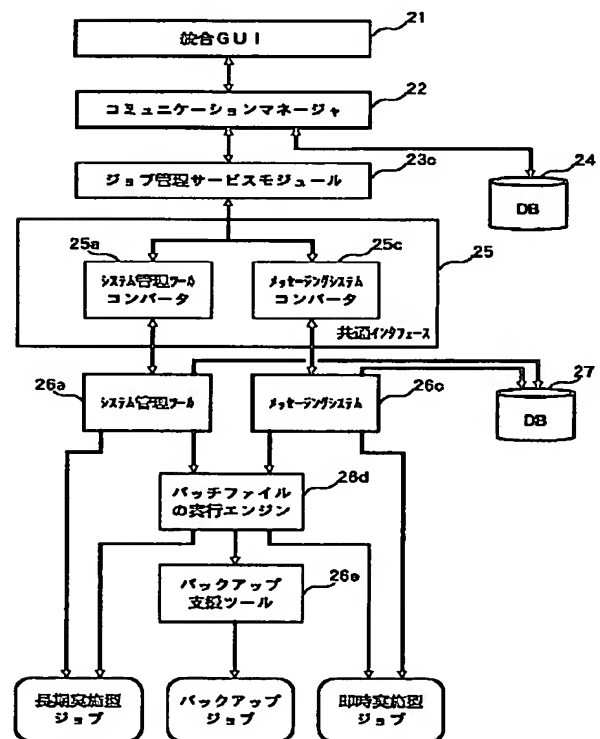 統合GUI
21
コミュニケーションマネージャ
22
ジョブ管理サービスモジュール
23c
24
DB
25a
25c
25
システム管理ツール
コンバータ
メッセージングシステム
コンバータ
共通インタフェース
26a
システム管理ツール
メッセージングシステム
26c
27
DB
バッチファイル
の実行エンジン
26d
バックアップ
支援ツール
26e
長期実施型
ジョブ
バックアップ
ジョブ
即時実施型
ジョブ